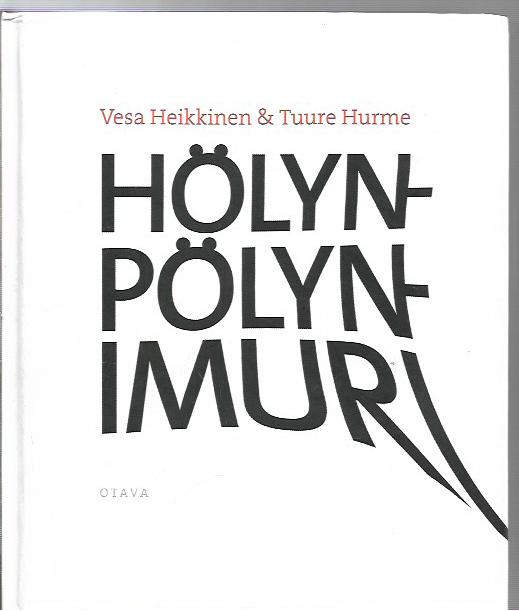 Vesa Heikkinen & Tuure Hurme
HÖLYN-
PÖLYN-
IMURI
OTAVA